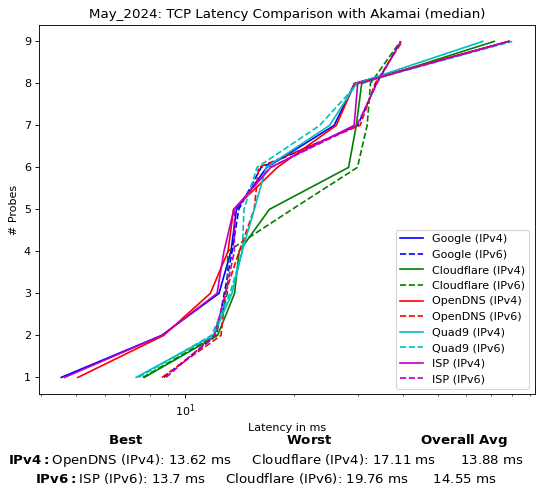 May_2024: TCP Latency Comparison with Akamai (median)
# Probes
9
8
7
6
5
4
3
2
1
Google (IPv4)
Google (IPv6)
Cloudflare (IPv4)
Cloudflare (IPv6)
OpenDNS (IPv4)
OpenDNS (IPv6)
Quad9 (IPv4)
Quad9 (IPv6)
ISP (IPv4)
ISP (IPv6)
10¹
Latency in ms
Best Worst Overall Avg
IPv4: OpenDNS (IPv4): 13.62 ms Cloudflare (IPv4): 17.11 ms 13.88 ms
IPv6: ISP (IPv6): 13.7 ms Cloudflare (IPv6): 19.76 ms 14.55 ms